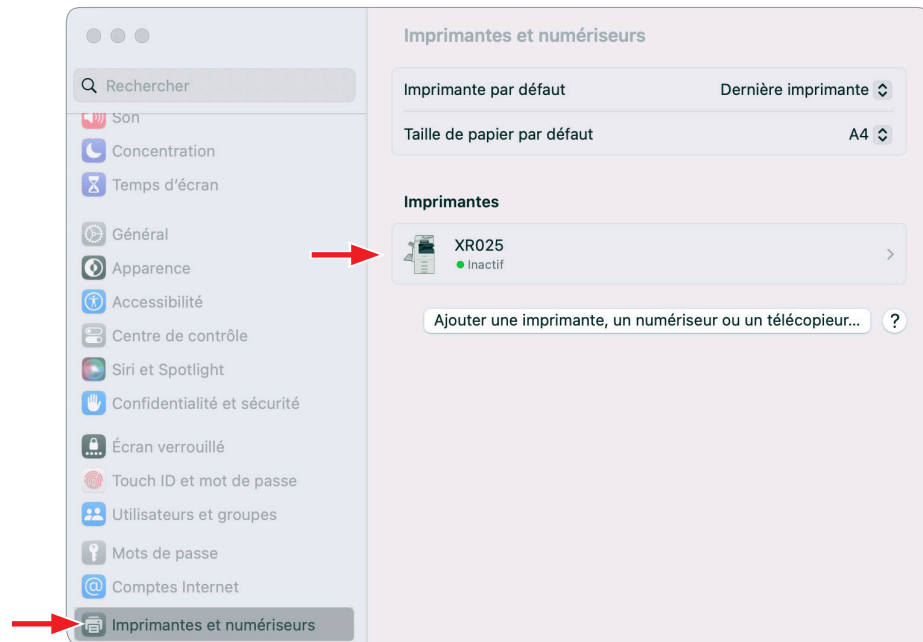 Imprimantes et numériseurs
Rechercher
Son
Concentration
Temps d’écran
Général
Apparence
Accessibilité
Centre de contrôle
Siri et Spotlight
Confidentialité et sécurité
Écran verrouillé
Touch ID et mot de passe
Utilisateurs et groupes
Mots de passe
Comptes Internet
Imprimantes et numériseurs
Imprimante par défaut Dernière imprimante
Taille de papier par défaut A4
Imprimantes
XR025
Inactif
Ajouter une imprimante, un numériseur ou un télécopieur... ?